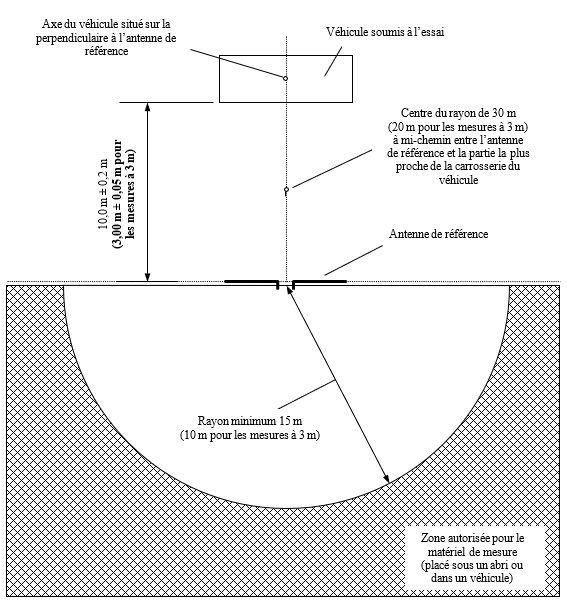 Axe du véhicule situé sur la
perpendiculaire à l'antenne de
référence
Véhicule soumis à l'essai
Centre du rayon de 30 m
(20 m pour les mesures à 3 m)
à mi-chemin entre l'antenne
de référence et la partie la plus
proche de la carrosserie du
véhicule
10,0 m ± 0,2 m
(3,00 m ± 0,05 m pour
les mesures à 3 m)
Antenne de référence
Rayon minimum 15 m
(10 m pour les mesures à 3 m)
Zone autorisée pour le
matériel de mesure
(placé sous un abri ou
dans un véhicule)